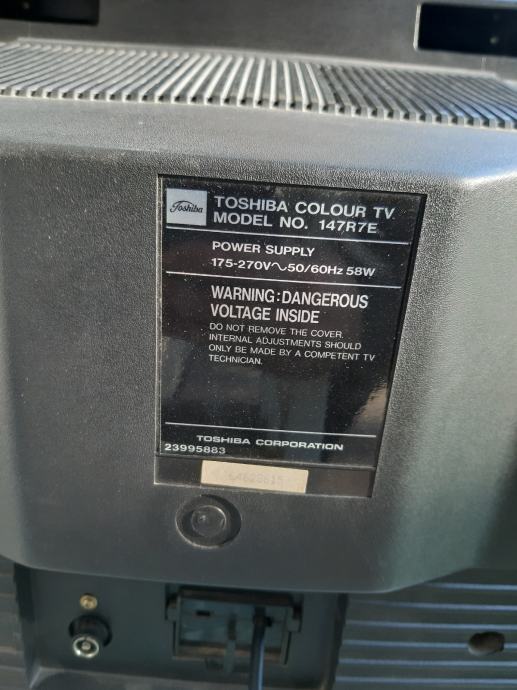 Toshiba
TOSHIBA COLOUR TV
MODEL NO. 147R7E
POWER SUPPLY
175-270V∿50/60Hz 58W
WARNING:DANGEROUS
VOLTAGE INSIDE
DO NOT REMOVE THE COVER.
INTERNAL ADJUSTMENTS SHOULD
ONLY BE MADE BY A COMPETENT TV
TECHNICIAN.
TOSHIBA CORPORATION
23995883